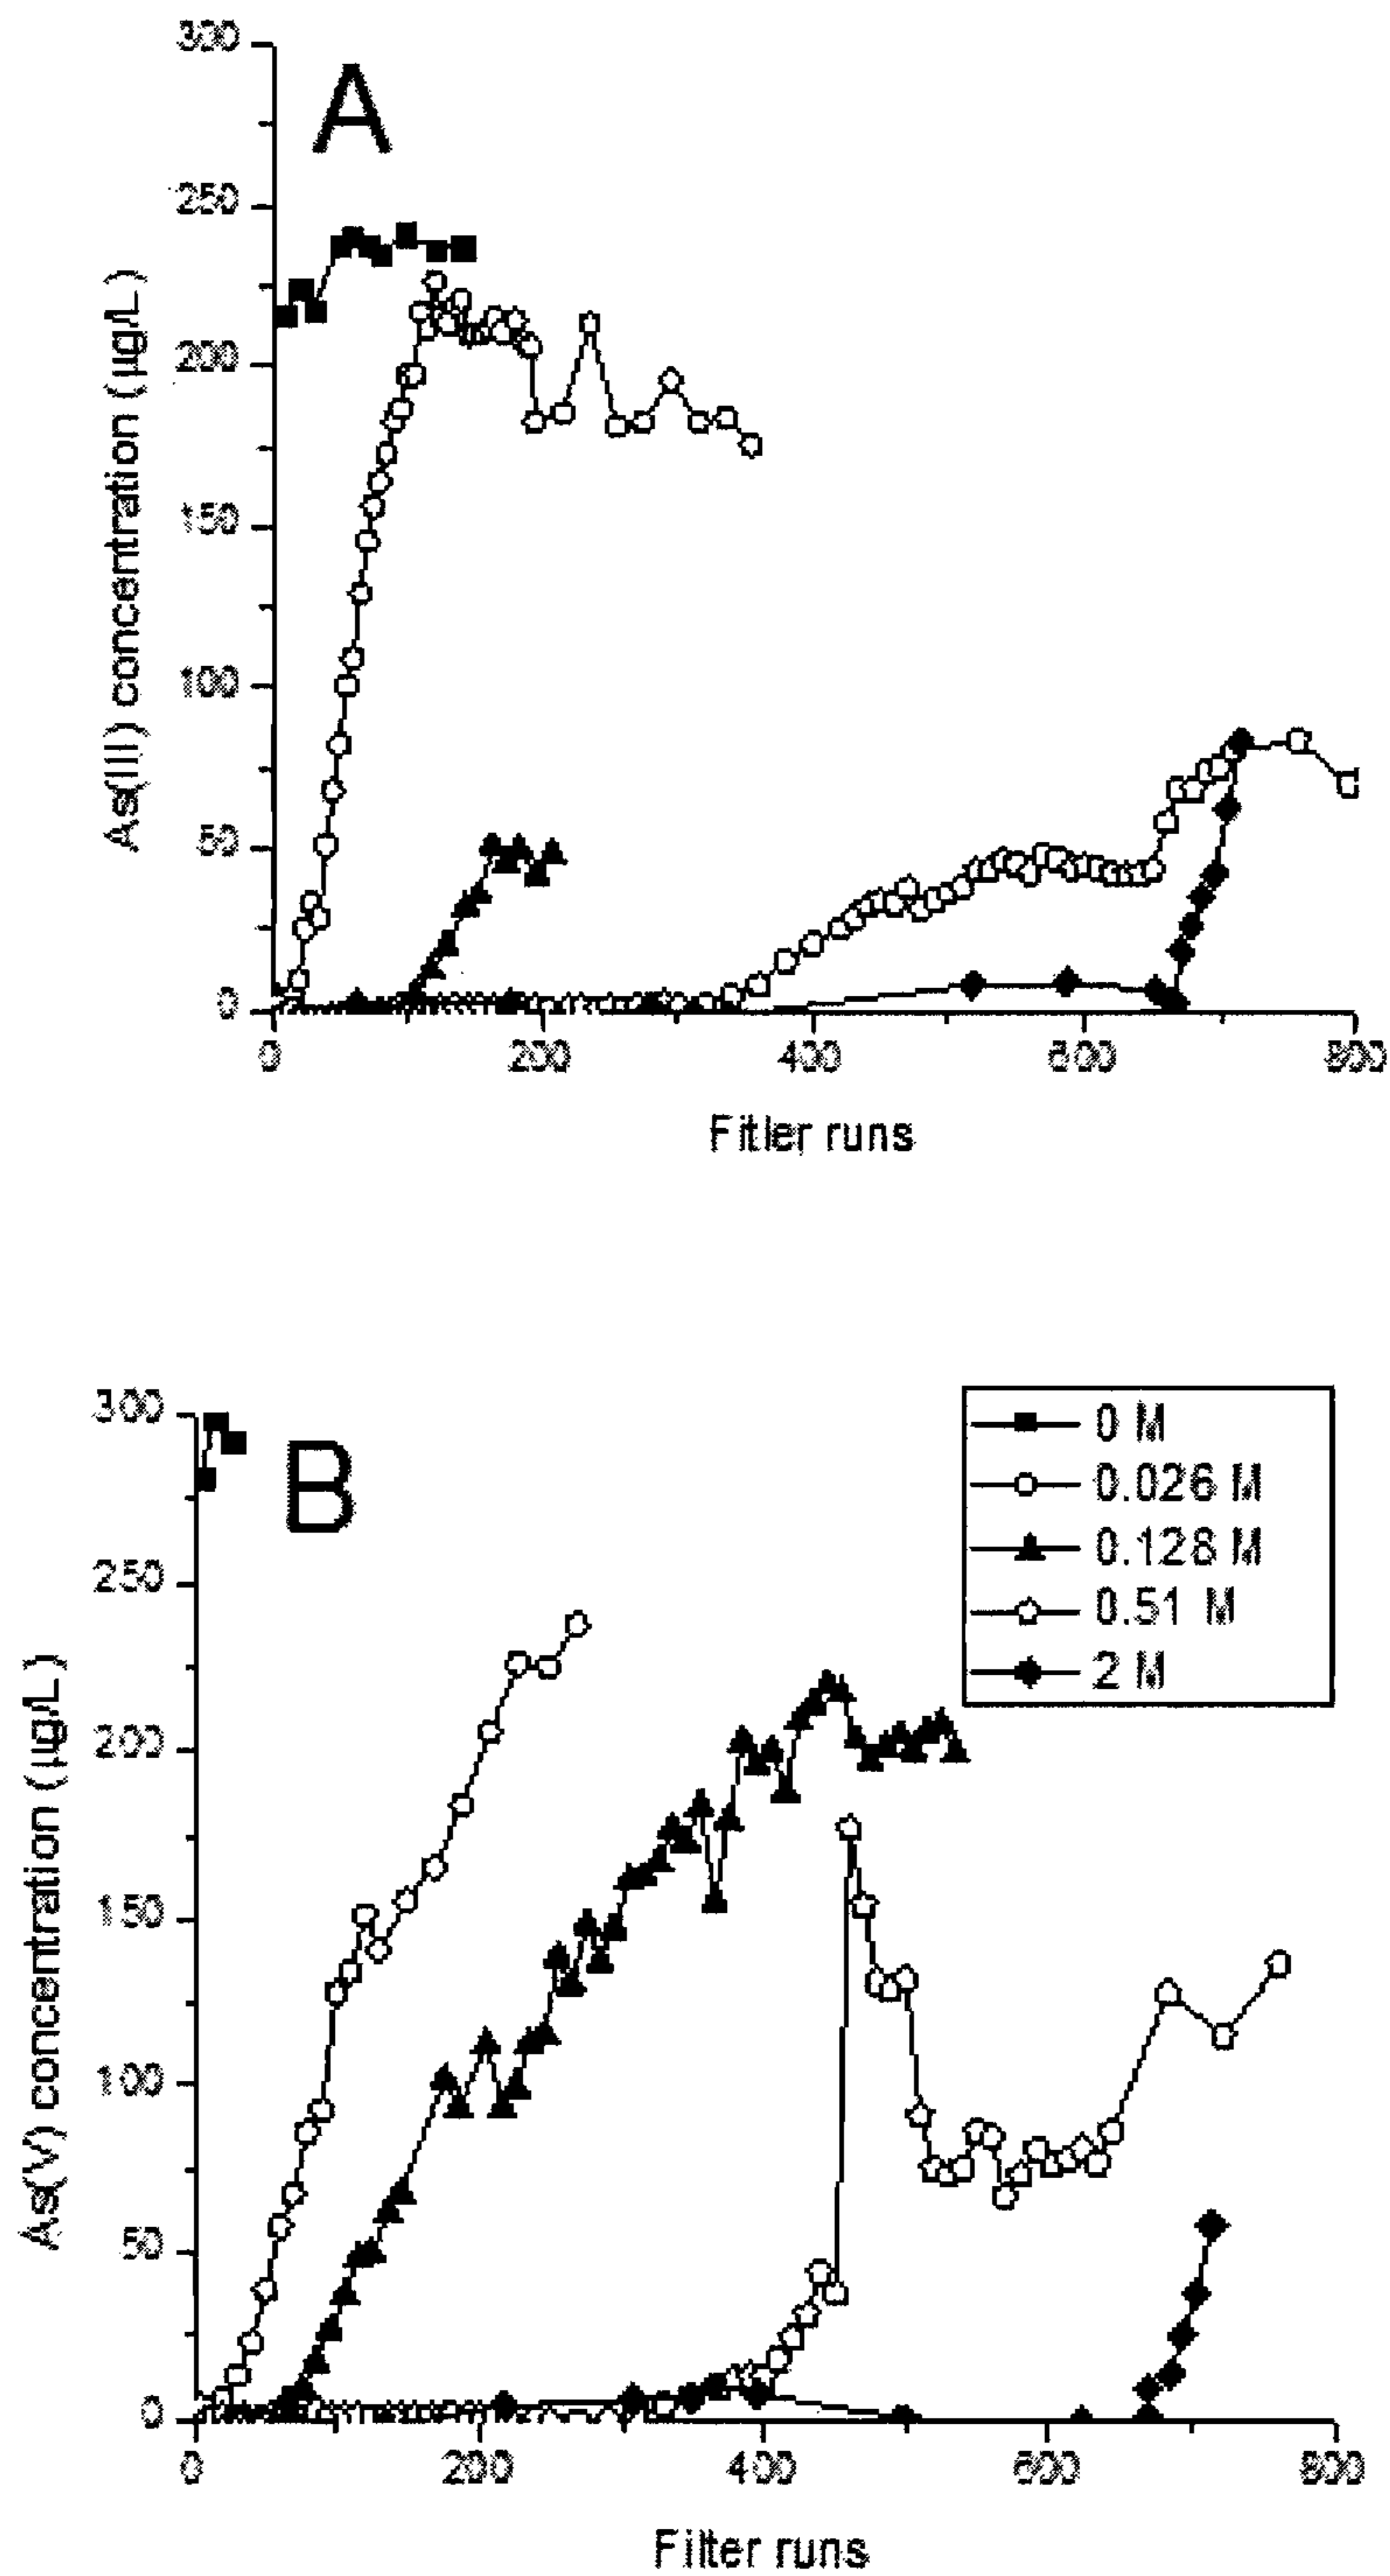 300
A
250
200
150
100
50
0
As(III) concentration (µg/L)
0 200 400 600 800
Fitler runs
300
B
250
200
150
100
50
0
As(V) concentration (µg/L)
0 M
0.026 M
0.128 M
0.51 M
2 M
0 200 400 600 800
Filter runs